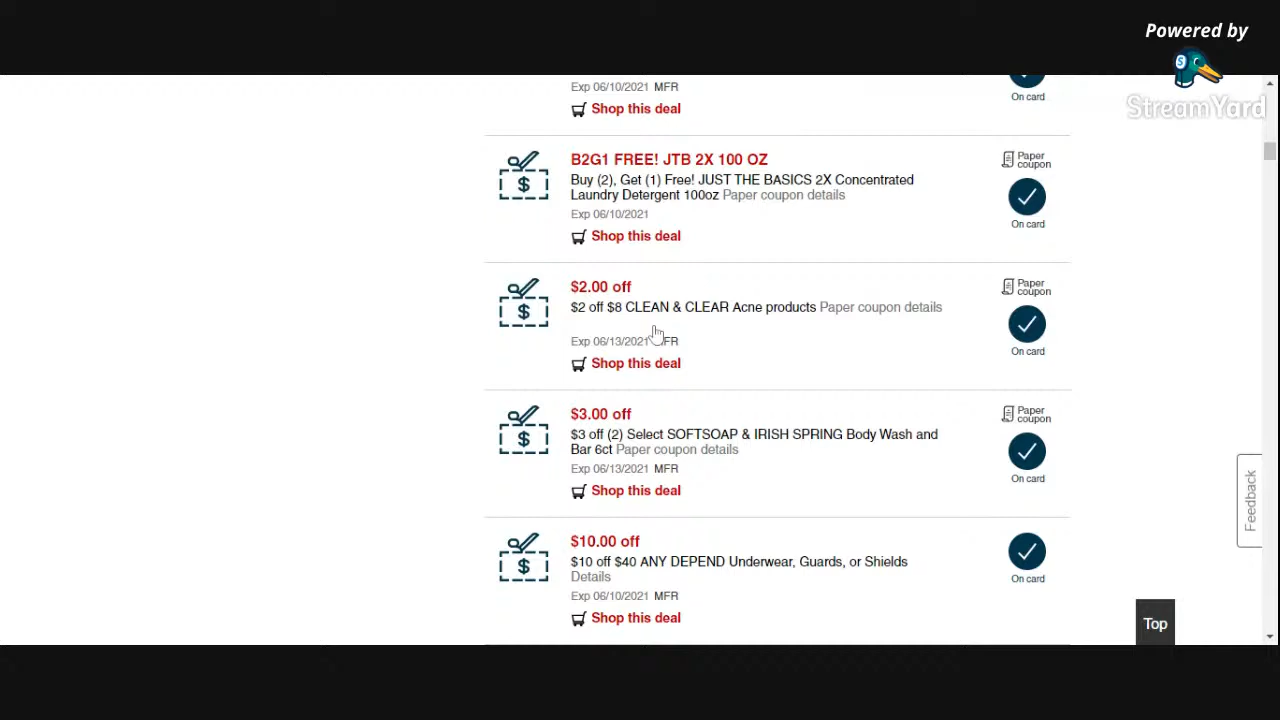 Powered by
S
StreamYard
Exp 06/10/2021 MFR
Shop this deal
On card
B2G1 FREE! JTB 2X 100 OZ
Buy (2), Get (1) Free! JUST THE BASICS 2X Concentrated
Laundry Detergent 100oz Paper coupon details
Exp 06/10/2021
Shop this deal
Paper
coupon
On card
$
$2.00 off
$2 off $8 CLEAN & CLEAR Acne products Paper coupon details
Exp 06/13/2021 FR
Shop this deal
Paper
coupon
On card
$
$3.00 off
$3 off (2) Select SOFTSOAP & IRISH SPRING Body Wash and
Bar 6ct Paper coupon details
Exp 06/13/2021 MFR
Shop this deal
Paper
coupon
On card
$
$10.00 off
$10 off $40 ANY DEPEND Underwear, Guards, or Shields
Details
Exp 06/10/2021 MFR
Shop this deal
On card
$
Feedback
Top